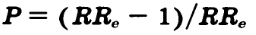 P = (RRₑ − 1)/RRₑ